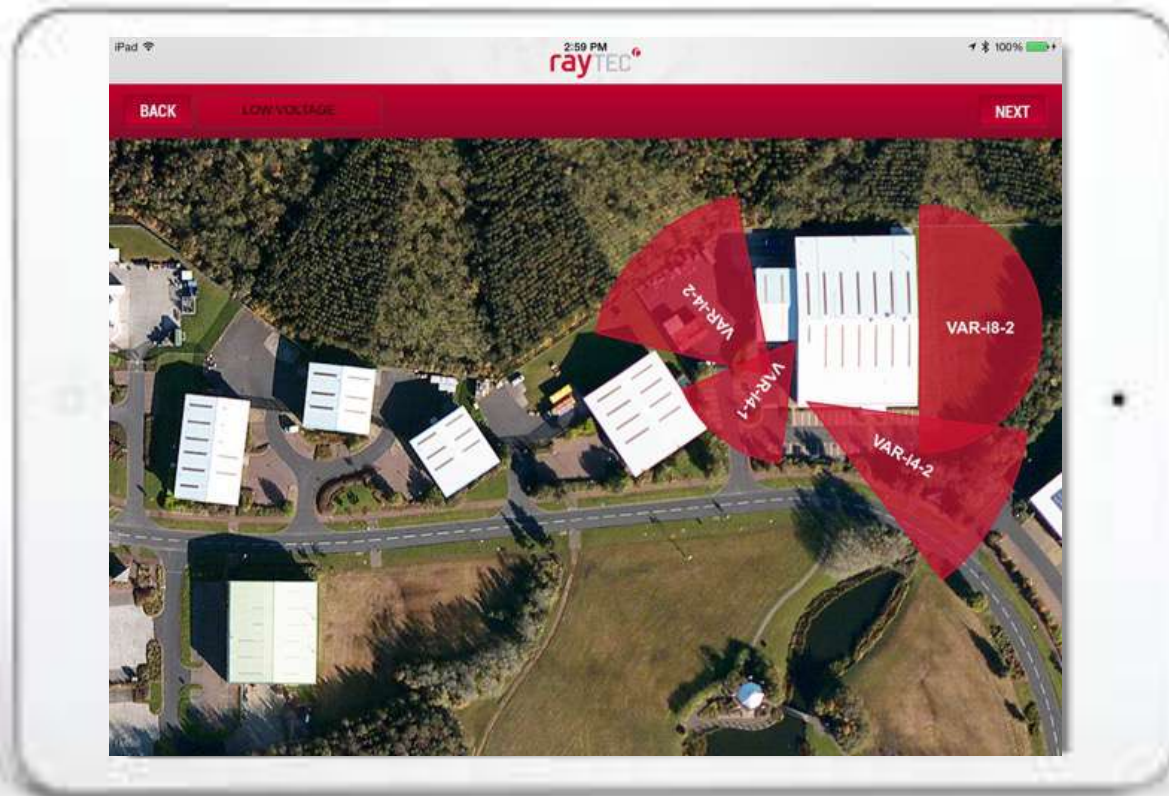 iPad 2:59 PM 100%
rayTEC r
BACK LOW VOLTAGE NEXT
VAR-i4-2
VAR-i8-2
VAR-i4-1
VAR-i4-2